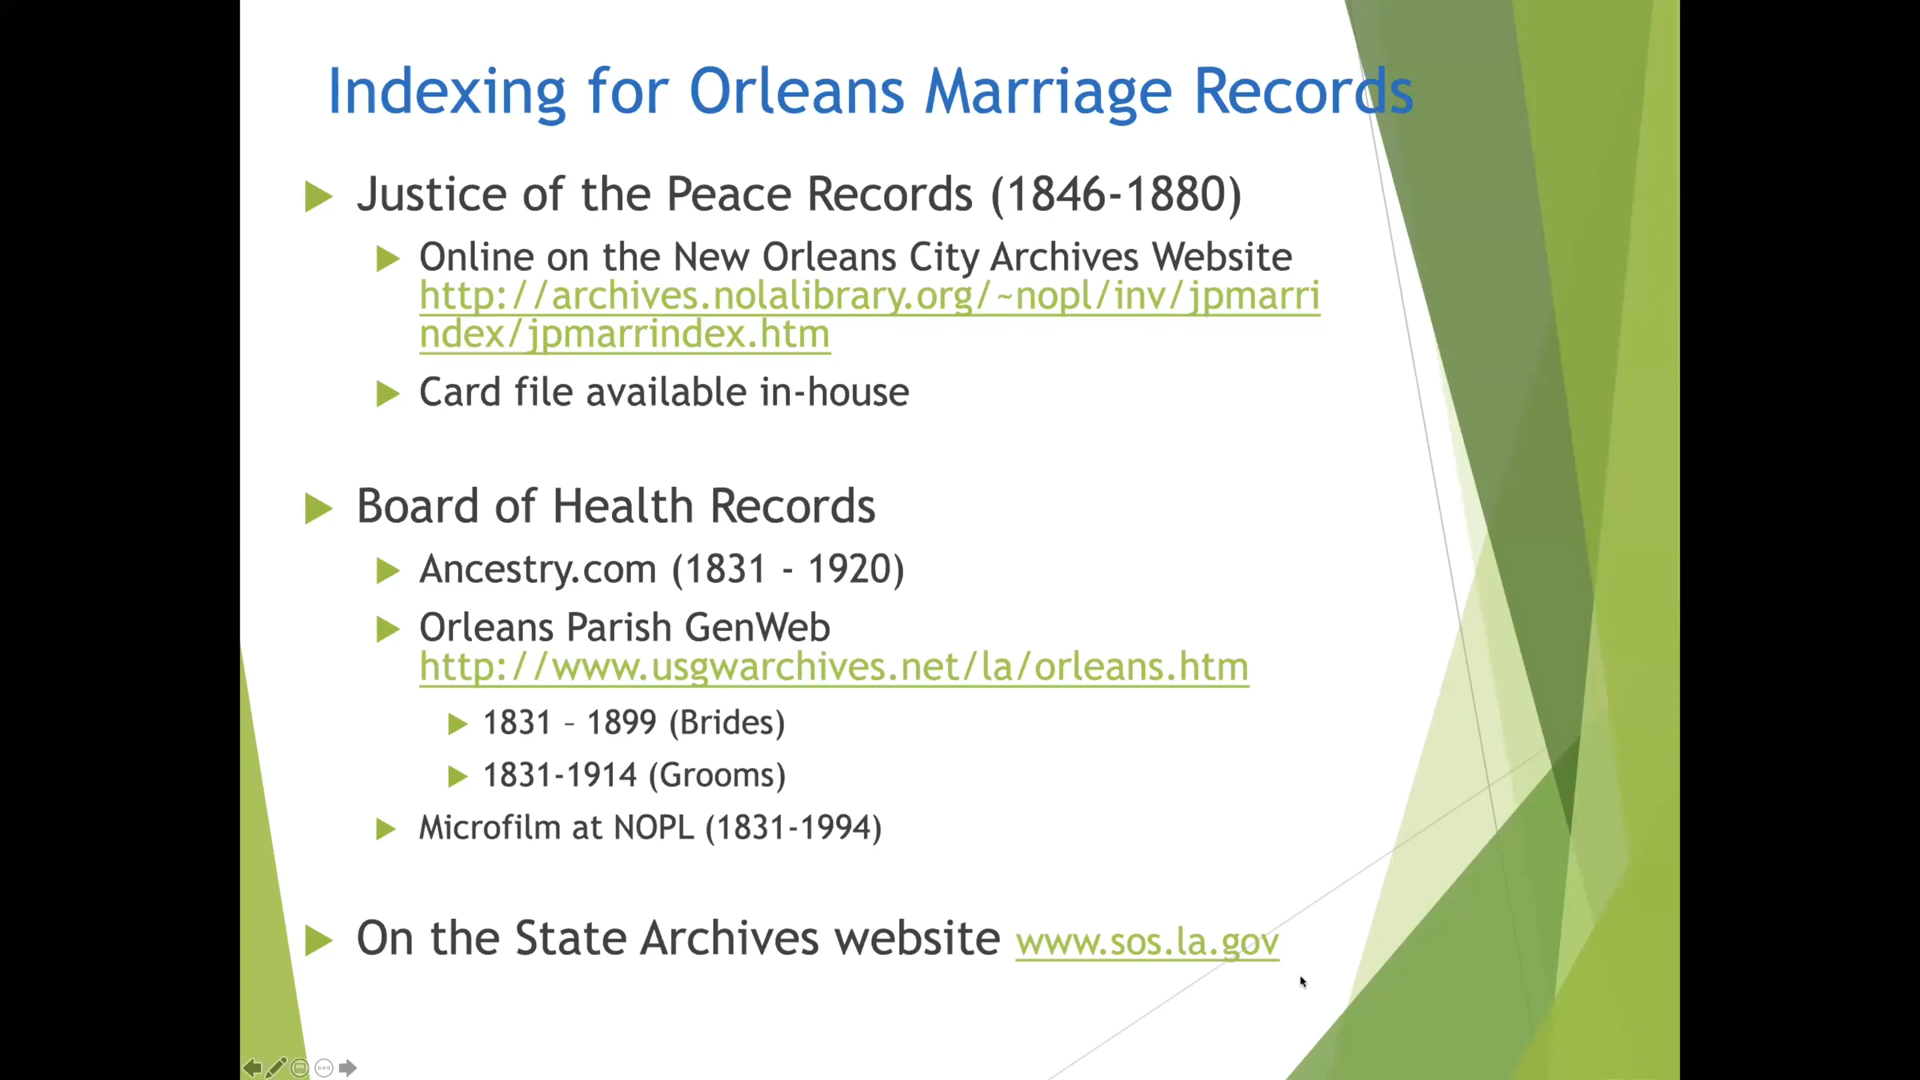 Indexing for Orleans Marriage Records
Justice of the Peace Records (1846-1880)
Online on the New Orleans City Archives Website
http://archives.nolalibrary.org/~nopl/inv/jpmarri
ndex/jpmarrindex.htm
Card file available in-house
Board of Health Records
Ancestry.com (1831 - 1920)
Orleans Parish GenWeb
http://www.usgwarchives.net/la/orleans.htm
1831 – 1899 (Brides)
1831-1914 (Grooms)
Microfilm at NOPL (1831-1994)
On the State Archives website www.sos.la.gov